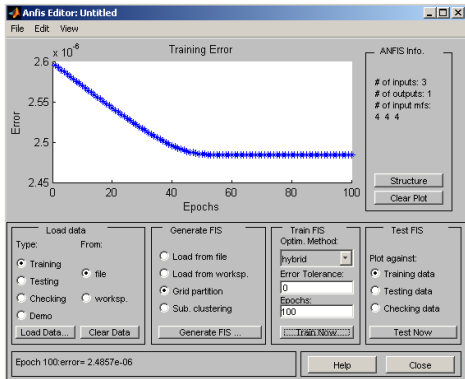 Anfis Editor: Untitled
File Edit View
x 10^-6
Training Error
2.6
2.55
2.5
2.45
Error
0 20 40 60 80 100
Epochs
ANFIS Info.
# of inputs: 3
# of outputs: 1
# of input mfs:
4 4 4
Structure
Clear Plot
Load data
Type: From:
Training
Testing
Checking
Demo
file
worksp.
Load Data... Clear Data
Generate FIS
Load from file
Load from worksp.
Grid partition
Sub. clustering
Generate FIS ...
Train FIS
Optim. Method:
hybrid
Error Tolerance:
0
Epochs:
100
Train Now
Test FIS
Plot against:
Training data
Testing data
Checking data
Test Now
Epoch 100:error= 2.4857e-06
Help Close